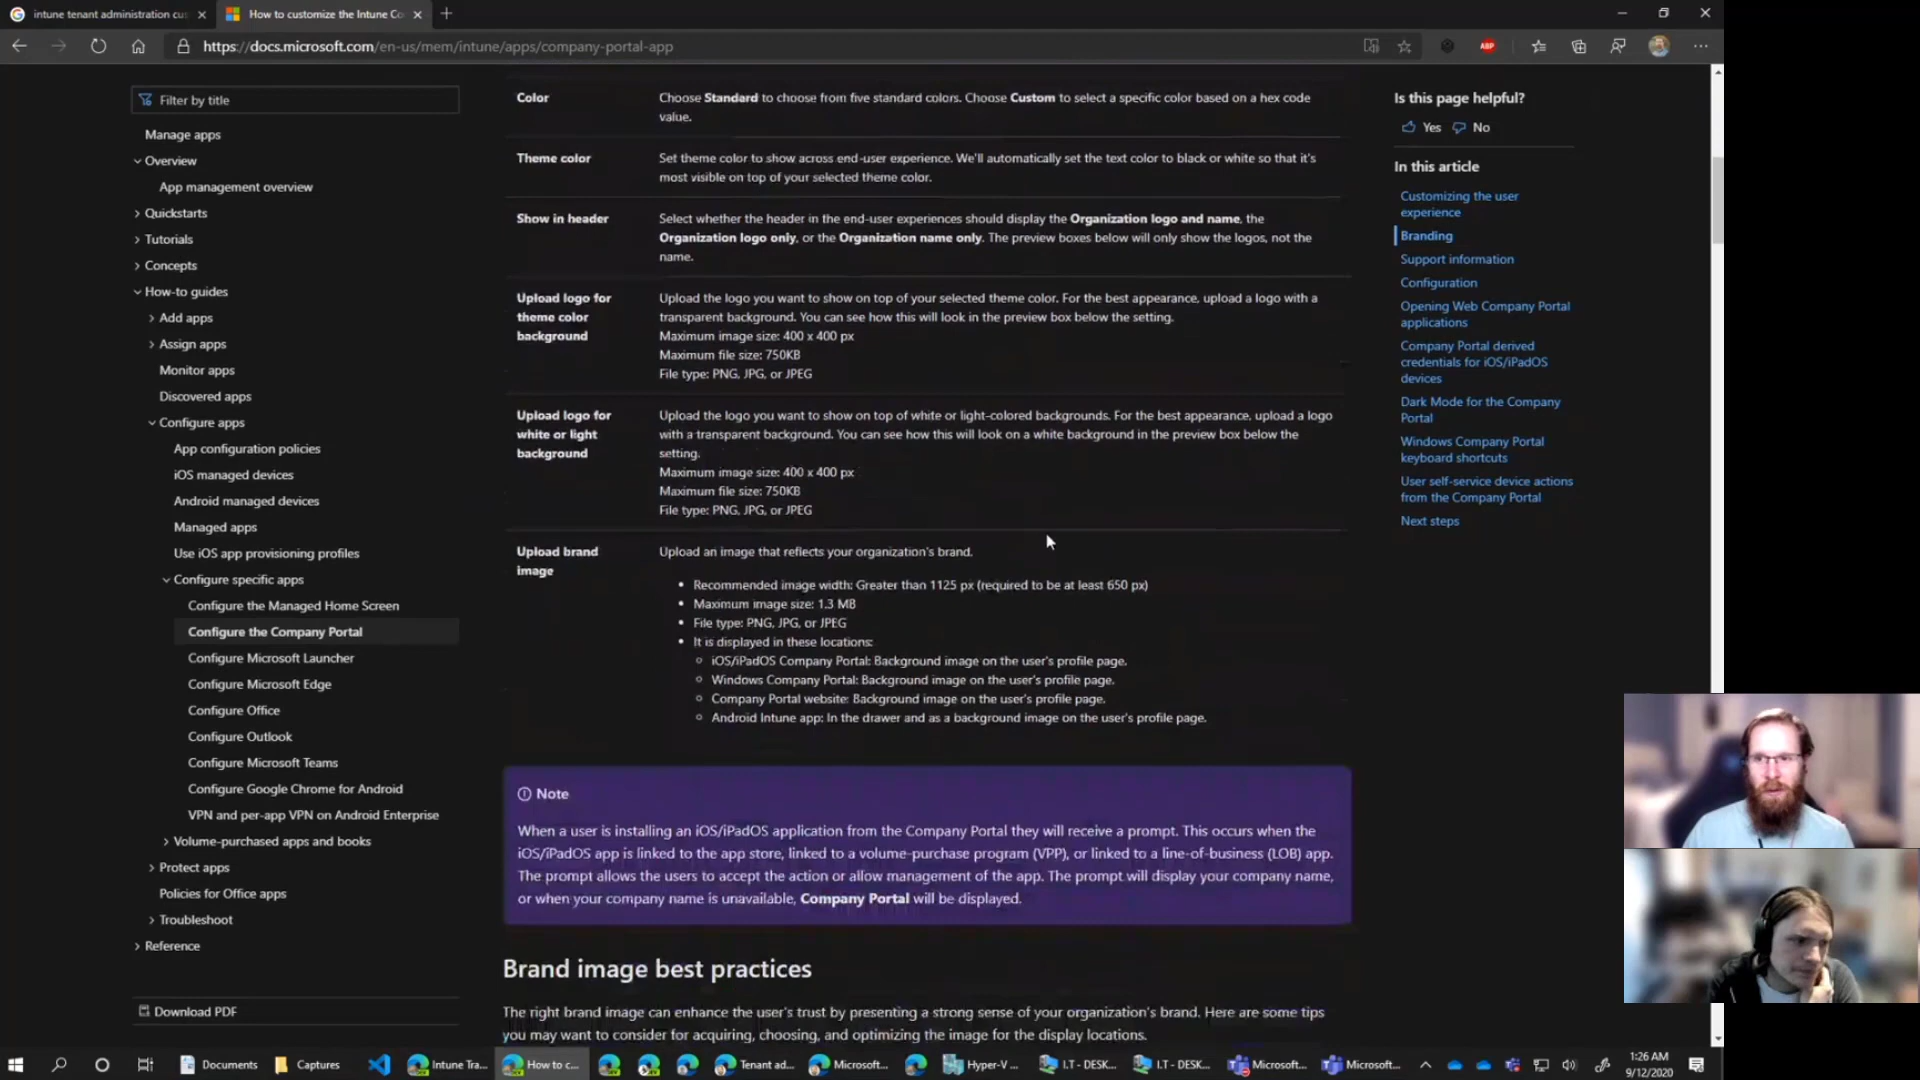 intune tenant administration cus
How to customize the Intune Co
https://docs.microsoft.com/en-us/mem/intune/apps/company-portal-app
ABP
Filter by title
Manage apps
Overview
App management overview
Quickstarts
Tutorials
Concepts
How-to guides
Add apps
Assign apps
Monitor apps
Discovered apps
Configure apps
App configuration policies
iOS managed devices
Android managed devices
Managed apps
Use iOS app provisioning profiles
Configure specific apps
Configure the Managed Home Screen
Configure the Company Portal
Configure Microsoft Launcher
Configure Microsoft Edge
Configure Office
Configure Outlook
Configure Microsoft Teams
Configure Google Chrome for Android
VPN and per-app VPN on Android Enterprise
Volume-purchased apps and books
Protect apps
Policies for Office apps
Troubleshoot
Reference
Download PDF
Color
Choose Standard to choose from five standard colors. Choose Custom to select a specific color based on a hex code
value.
Theme color
Set theme color to show across end-user experience. We'll automatically set the text color to black or white so that it's
most visible on top of your selected theme color.
Show in header
Select whether the header in the end-user experiences should display the Organization logo and name, the
Organization logo only, or the Organization name only. The preview boxes below will only show the logos, not the
name.
Upload logo for
theme color
background
Upload the logo you want to show on top of your selected theme color. For the best appearance, upload a logo with a
transparent background. You can see how this will look in the preview box below the setting.
Maximum image size: 400 x 400 px
Maximum file size: 750KB
File type: PNG, JPG, or JPEG
Upload logo for
white or light
background
Upload the logo you want to show on top of white or light-colored backgrounds. For the best appearance, upload a logo
with a transparent background. You can see how this will look on a white background in the preview box below the
setting.
Maximum image size: 400 x 400 px
Maximum file size: 750KB
File type: PNG, JPG, or JPEG
Upload brand
image
Upload an image that reflects your organization's brand.
• Recommended image width: Greater than 1125 px (required to be at least 650 px)
• Maximum image size: 1.3 MB
• File type: PNG, JPG, or JPEG
• It is displayed in these locations:
○ iOS/iPadOS Company Portal: Background image on the user's profile page.
○ Windows Company Portal: Background image on the user's profile page.
○ Company Portal website: Background image on the user's profile page.
○ Android Intune app: In the drawer and as a background image on the user's profile page.
Note
When a user is installing an iOS/iPadOS application from the Company Portal they will receive a prompt. This occurs when the
iOS/iPadOS app is linked to the app store, linked to a volume-purchase program (VPP), or linked to a line-of-business (LOB) app.
The prompt allows the users to accept the action or allow management of the app. The prompt will display your company name,
or when your company name is unavailable, Company Portal will be displayed.
Brand image best practices
The right brand image can enhance the user's trust by presenting a strong sense of your organization's brand. Here are some tips
you may want to consider for acquiring, choosing, and optimizing the image for the display locations.
Is this page helpful?
Yes No
In this article
Customizing the user
experience
Branding
Support information
Configuration
Opening Web Company Portal
applications
Company Portal derived
credentials for iOS/iPadOS
devices
Dark Mode for the Company
Portal
Windows Company Portal
keyboard shortcuts
User self-service device actions
from the Company Portal
Next steps
Documents
Captures
Intune Tra...
How to c...
Tenant ad...
Microsoft...
Hyper-V ...
I.T - DESK...
I.T - DESK...
Microsoft...
Microsoft...
1:26 AM
9/12/2020